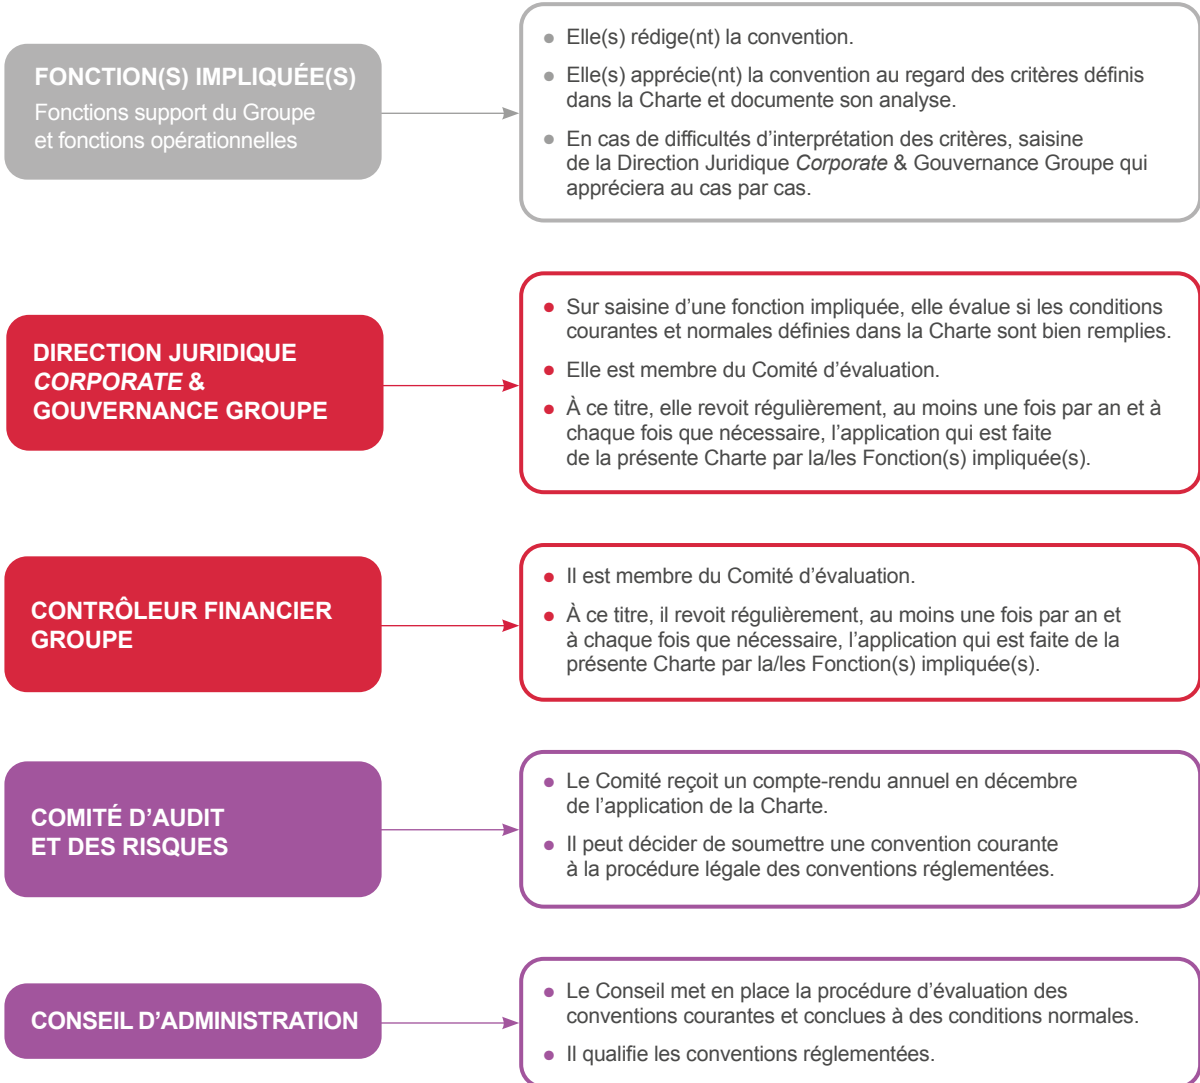 FONCTION(S) IMPLIQUÉE(S)
Fonctions support du Groupe
et fonctions opérationnelles
• Elle(s) rédige(nt) la convention.
• Elle(s) apprécie(nt) la convention au regard des critères définis
dans la Charte et documente son analyse.
• En cas de difficultés d’interprétation des critères, saisine
de la Direction Juridique Corporate & Gouvernance Groupe qui
appréciera au cas par cas.
DIRECTION JURIDIQUE
CORPORATE &
GOUVERNANCE GROUPE
• Sur saisine d’une fonction impliquée, elle évalue si les conditions
courantes et normales définies dans la Charte sont bien remplies.
• Elle est membre du Comité d’évaluation.
• À ce titre, elle revoit régulièrement, au moins une fois par an et à
chaque fois que nécessaire, l’application qui est faite
de la présente Charte par la/les Fonction(s) impliquée(s).
CONTRÔLEUR FINANCIER
GROUPE
• Il est membre du Comité d’évaluation.
• À ce titre, il revoit régulièrement, au moins une fois par an et
à chaque fois que nécessaire, l’application qui est faite de la
présente Charte par la/les Fonction(s) impliquée(s).
COMITÉ D’AUDIT
ET DES RISQUES
• Le Comité reçoit un compte-rendu annuel en décembre
de l’application de la Charte.
• Il peut décider de soumettre une convention courante
à la procédure légale des conventions réglementées.
CONSEIL D’ADMINISTRATION
• Le Conseil met en place la procédure d’évaluation des
conventions courantes et conclues à des conditions normales.
• Il qualifie les conventions réglementées.